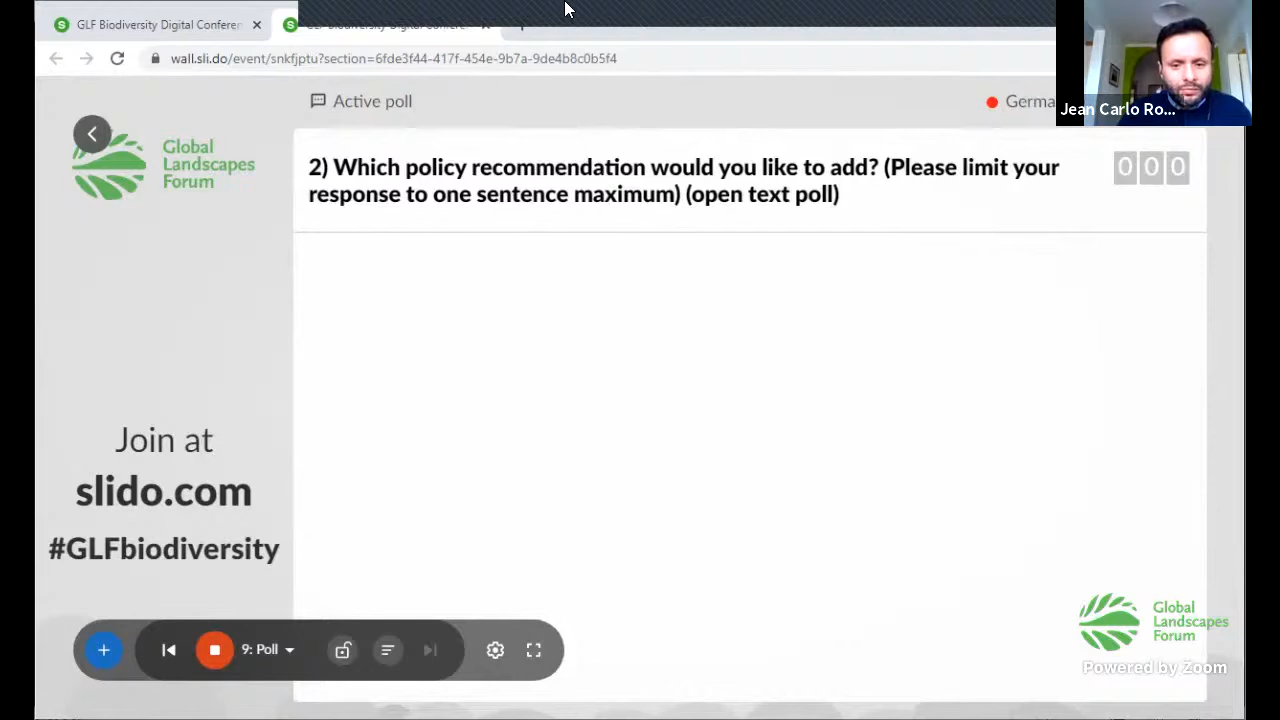 GLF Biodiversity Digital Conferen
wall.sli.do/event/snkfjptu?section=6fde3f44-417f-454e-9b7a-9de4b8c0b5f4
Jean Carlo Ro...
Active poll
Germa
Global
Landscapes
Forum
2) Which policy recommendation would you like to add? (Please limit your
response to one sentence maximum) (open text poll)
000
Join at
slido.com
#GLFbiodiversity
9: Poll
Global
Landscapes
Forum
Powered by Zoom